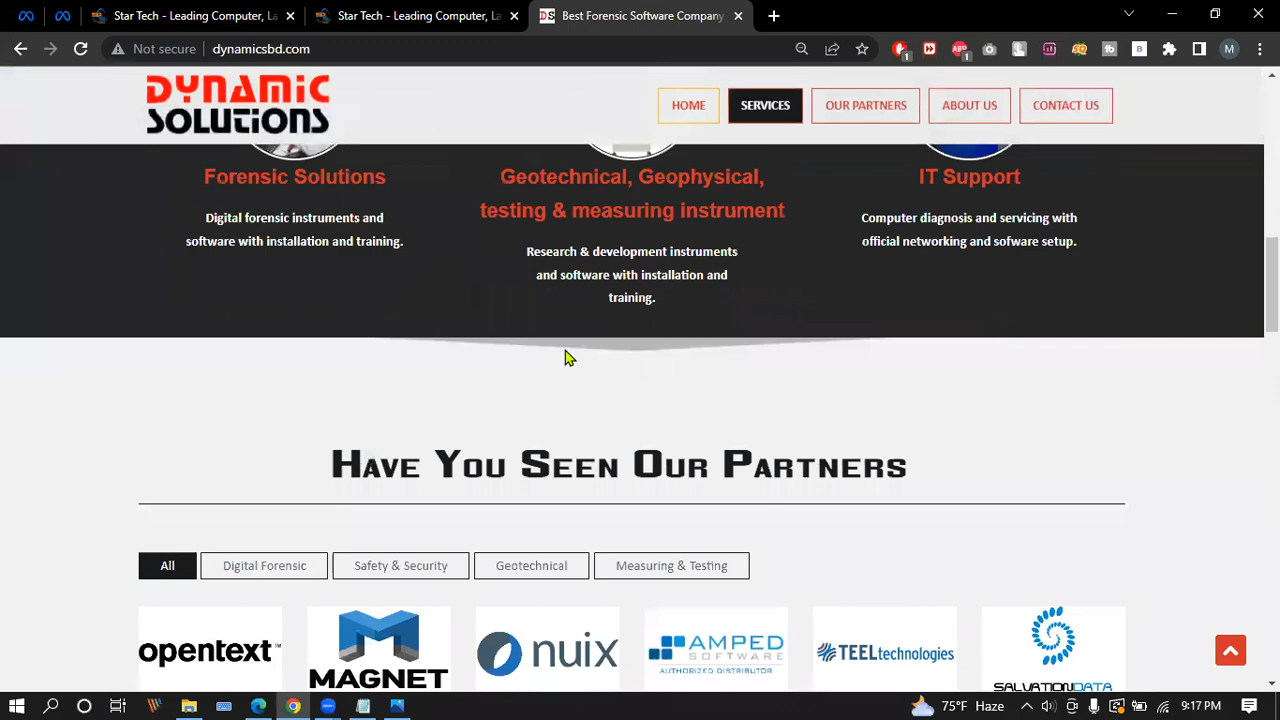 Star Tech - Leading Computer, La
Star Tech - Leading Computer, La
Best Forensic Software Company
Not secure
dynamicsbd.com
1
1
M
DYNAMIC
SOLUTIONS
HOME
SERVICES
OUR PARTNERS
ABOUT US
CONTACT US
Forensic Solutions
Digital forensic instruments and
software with installation and training.
Geotechnical, Geophysical,
testing & measuring instrument
Research & development instruments
and software with installation and
training.
IT Support
Computer diagnosis and servicing with
official networking and sofware setup.
Have You Seen Our Partners
All
Digital Forensic
Safety & Security
Geotechnical
Measuring & Testing
opentext™
MAGNET
nuix
AMPED
SOFTWARE
AUTHORIZED DISTRIBUTOR
TEELtechnologies
SALVATIONDATA
75°F Haze
9:17 PM